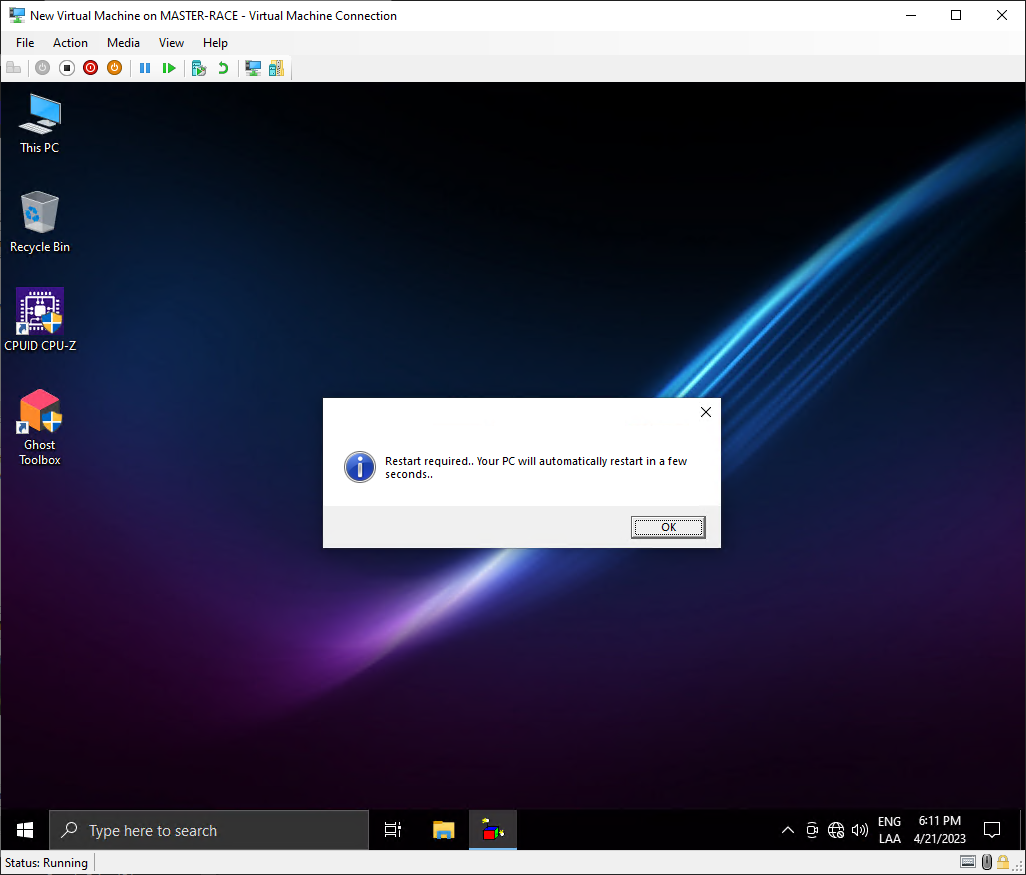 New Virtual Machine on MASTER-RACE - Virtual Machine Connection
File Action Media View Help
This PC
Recycle Bin
CPUID CPU-Z
Ghost
Toolbox
Restart required.. Your PC will automatically restart in a few
seconds..
OK
Type here to search
ENG
LAA
6:11 PM
4/21/2023
Status: Running